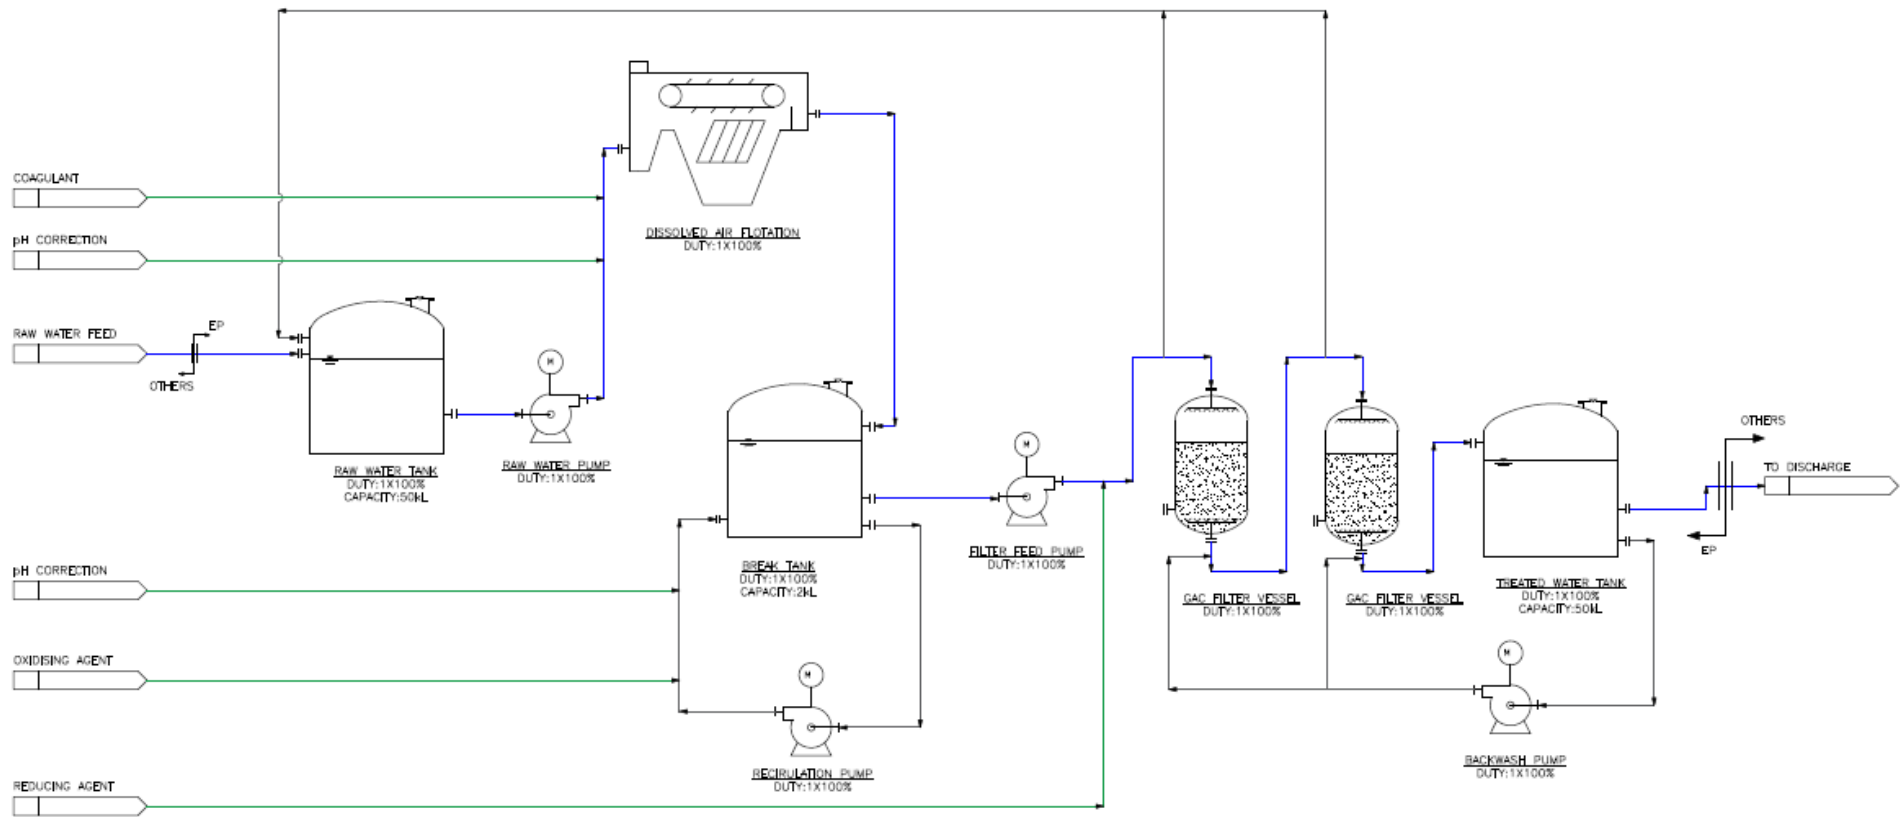 COAGULANT
DISSOLVED AIR FLOTATION
DUTY:1X100%
pH CORRECTION
RAW WATER FEED
EP
OTHERS
M
RAW WATER TANK
DUTY:1X100%
CAPACITY:50kL
RAW WATER PUMP
DUTY:1X100%
M
FILTER FEED PUMP
DUTY:1X100%
OTHERS
TO DISCHARGE
EP
pH CORRECTION
BREAK TANK
DUTY:1X100%
CAPACITY:2kL
GAC FILTER VESSEL
DUTY:1X100%
GAC FILTER VESSEL
DUTY:1X100%
TREATED WATER TANK
DUTY:1X100%
CAPACITY:50kL
OXIDISING AGENT
M
RECIRULATION PUMP
DUTY:1X100%
M
BACKWASH PUMP
DUTY:1X100%
REDUCING AGENT